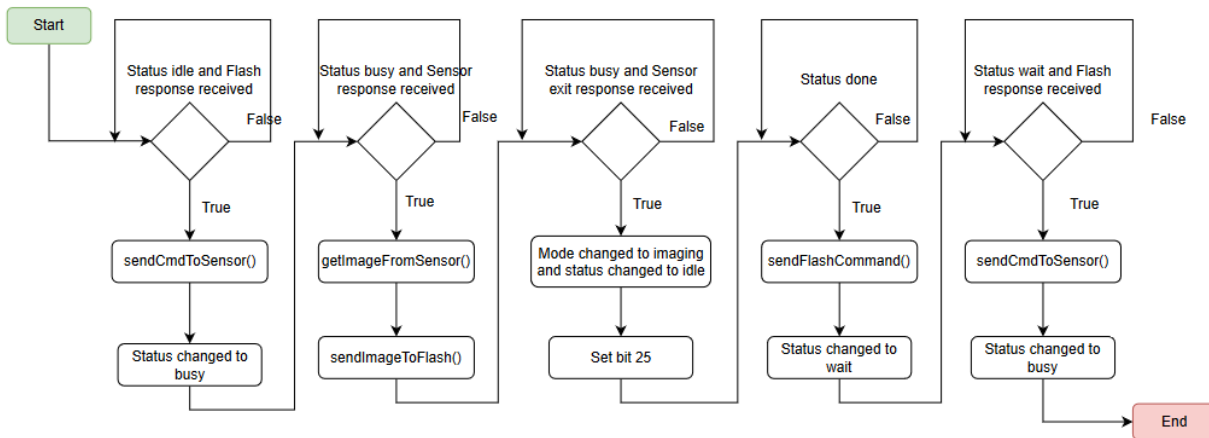 Start
Status idle and Flash
response received
False
True
sendCmdToSensor()
Status changed to
busy
Status busy and Sensor
response received
False
True
getImageFromSensor()
sendImageToFlash()
Status busy and Sensor
exit response received
False
True
Mode changed to imaging
and status changed to idle
Set bit 25
Status done
False
True
sendFlashCommand()
Status changed to
wait
Status wait and Flash
response received
False
True
sendCmdToSensor()
Status changed to
busy
End